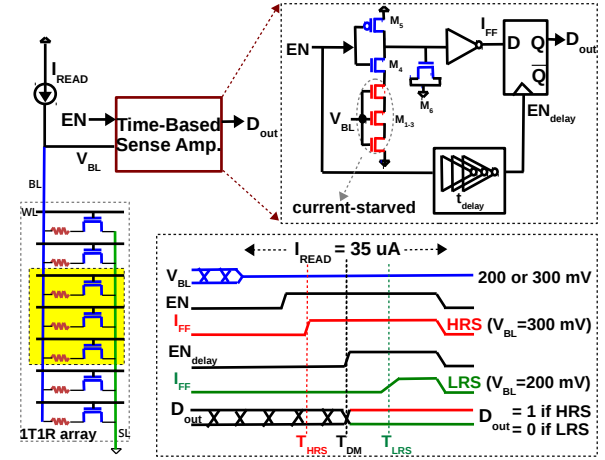 I_READ
EN
Time-Based
Sense Amp.
D_out
V_BL
BL
WL
1T1R array
SL
EN
M_5
M_4
V_BL
M_1-3
M_6
I_FF
D Q
Q̅
D_out
EN_delay
t_delay
current-starved
I_READ = 35 uA
V_BL
200 or 300 mV
EN
I_FF
HRS (V_BL=300 mV)
EN_delay
I_FF
LRS (V_BL=200 mV)
D_out
D_out = 1 if HRS
= 0 if LRS
T_HRS T_DM T_LRS